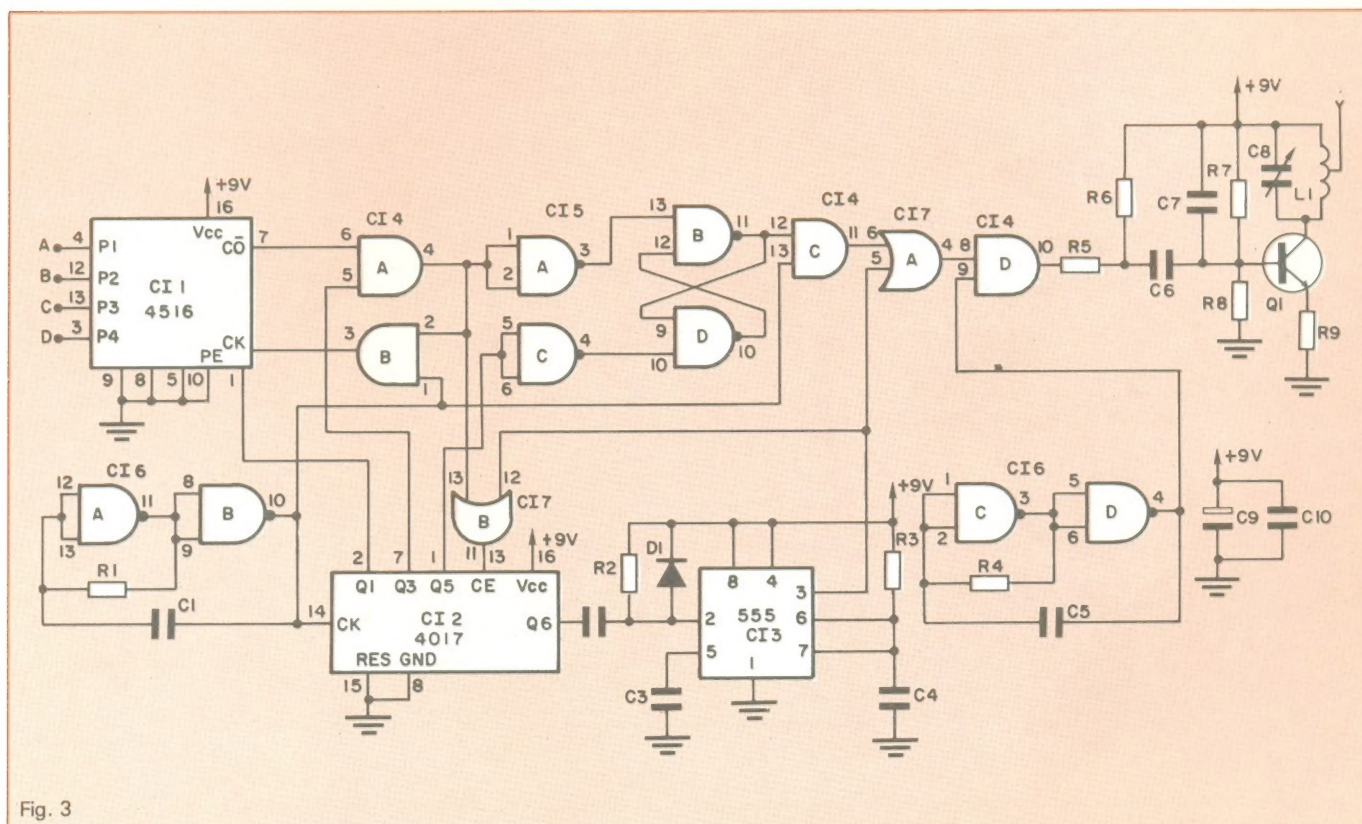 +9V
+9V
16
Vcc
A 4 P1
B 12 P2
C 13 P3
D 3 P4
CI 1
4516
CO̅ 7
CK
PE
9 8 5 10 1
CI4
6
5
A
4
3
B
2
1
CI5
1
2
A
3
5
6
C
4
13
12
B
11
9
10
D
10
CI4
12
13
C
11
CI7
6
5
A
4
CI4
8
9
D
10
R5
R6
C6
C7
R7
R8
C8
L1
Q1
R9
CI6
12
13
A
11
8
9
B
10
R1
C1
13
12
B
CI7
11
13
+9V
16
2 7 1
Q1 Q3 Q5 CE Vcc
14
CK
CI 2
4017
Q6
RES GND
15
8
R2
D1
+9V
R3
8 4
2
5
555
CI3
1
3
6
7
C3
C4
CI6
1
2
C
3
5
6
D
4
R4
C5
+9V
C9
C10
Fig. 3